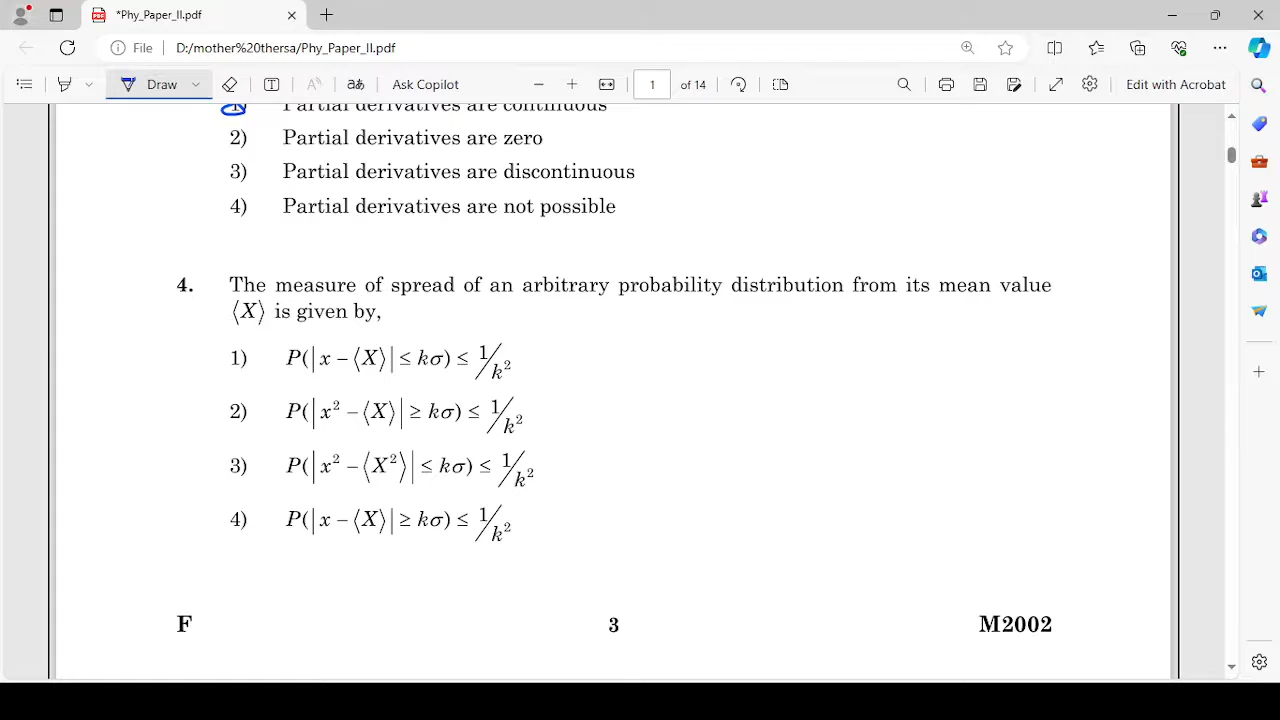 *Phy_Paper_II.pdf
File D:/mother%20thersa/Phy_Paper_II.pdf
Draw Ask Copilot 1 of 14 Edit with Acrobat
1) Partial derivatives are continuous
2) Partial derivatives are zero
3) Partial derivatives are discontinuous
4) Partial derivatives are not possible
4. The measure of spread of an arbitrary probability distribution from its mean value
⟨X⟩ is given by,
1) P(|x − ⟨X⟩| ≤ kσ) ≤ 1/k²
2) P(|x² − ⟨X⟩| ≥ kσ) ≤ 1/k²
3) P(|x² − ⟨X²⟩| ≤ kσ) ≤ 1/k²
4) P(|x − ⟨X⟩| ≥ kσ) ≤ 1/k²
F 3 M2002